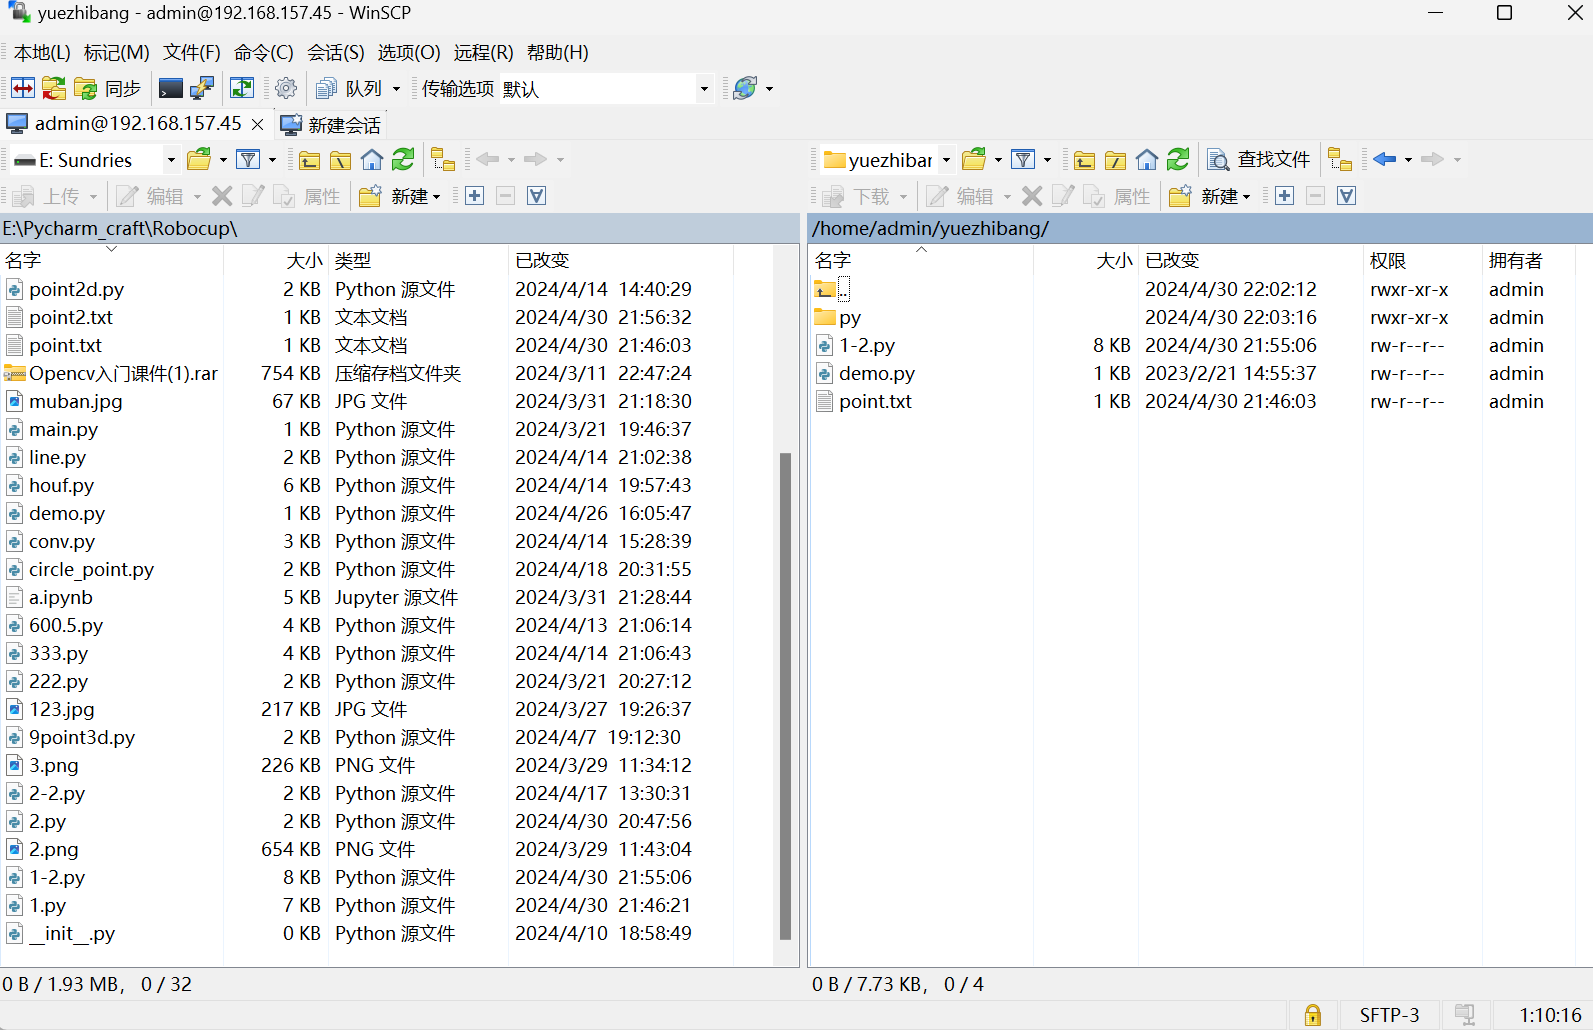 yuezhibang - admin@192.168.157.45 - WinSCP
本地(L) 标记(M) 文件(F) 命令(C) 会话(S) 选项(O) 远程(R) 帮助(H)
同步 队列 传输选项 默认
admin@192.168.157.45 新建会话
E: Sundries
上传 编辑 属性 新建
E:\Pycharm_craft\Robocup\
名字 大小 类型 已改变
point2d.py 2 KB Python 源文件 2024/4/14 14:40:29
point2.txt 1 KB 文本文档 2024/4/30 21:56:32
point.txt 1 KB 文本文档 2024/4/30 21:46:03
Opencv入门课件(1).rar 754 KB 压缩存档文件夹 2024/3/11 22:47:24
muban.jpg 67 KB JPG 文件 2024/3/31 21:18:30
main.py 1 KB Python 源文件 2024/3/21 19:46:37
line.py 2 KB Python 源文件 2024/4/14 21:02:38
houf.py 6 KB Python 源文件 2024/4/14 19:57:43
demo.py 1 KB Python 源文件 2024/4/26 16:05:47
conv.py 3 KB Python 源文件 2024/4/14 15:28:39
circle_point.py 2 KB Python 源文件 2024/4/18 20:31:55
a.ipynb 5 KB Jupyter 源文件 2024/3/31 21:28:44
600.5.py 4 KB Python 源文件 2024/4/13 21:06:14
333.py 4 KB Python 源文件 2024/4/14 21:06:43
222.py 2 KB Python 源文件 2024/3/21 20:27:12
123.jpg 217 KB JPG 文件 2024/3/27 19:26:37
9point3d.py 2 KB Python 源文件 2024/4/7 19:12:30
3.png 226 KB PNG 文件 2024/3/29 11:34:12
2-2.py 2 KB Python 源文件 2024/4/17 13:30:31
2.py 2 KB Python 源文件 2024/4/30 20:47:56
2.png 654 KB PNG 文件 2024/3/29 11:43:04
1-2.py 8 KB Python 源文件 2024/4/30 21:55:06
1.py 7 KB Python 源文件 2024/4/30 21:46:21
__init__.py 0 KB Python 源文件 2024/4/10 18:58:49
0 B / 1.93 MB, 0 / 32
yuezhibar 查找文件
下载 编辑 属性 新建
/home/admin/yuezhibang/
名字 大小 已改变 权限 拥有者
.. 2024/4/30 22:02:12 rwxr-xr-x admin
py 2024/4/30 22:03:16 rwxr-xr-x admin
1-2.py 8 KB 2024/4/30 21:55:06 rw-r--r-- admin
demo.py 1 KB 2023/2/21 14:55:37 rw-r--r-- admin
point.txt 1 KB 2024/4/30 21:46:03 rw-r--r-- admin
0 B / 7.73 KB, 0 / 4
SFTP-3 1:10:16